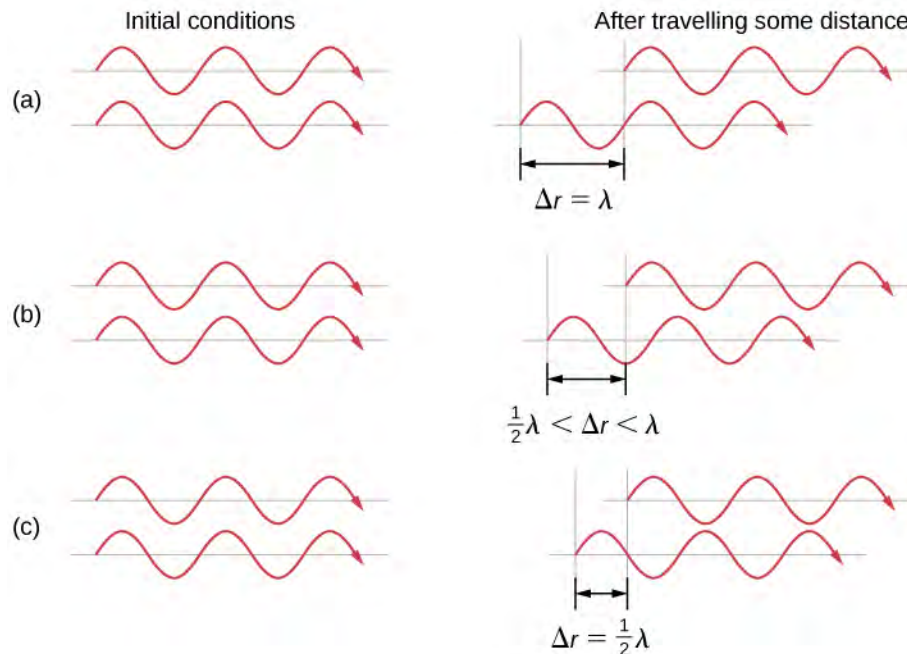 Initial conditions
After travelling some distance
(a)
Δr = λ
(b)
½λ < Δr < λ
(c)
Δr = ½λ